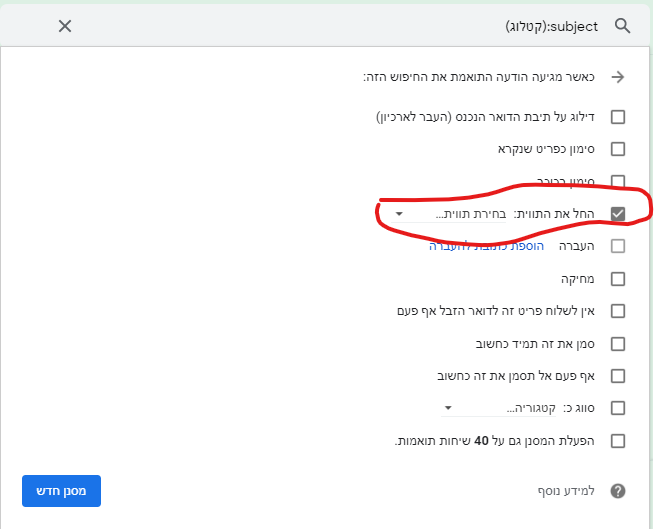 subject:(קטלוג)
כאשר מגיעה הודעה התואמת את החיפוש הזה:
דילוג על תיבת הדואר הנכנס (העבר לארכיון)
סימון כפריט שנקרא
סימון בכוכב
החל את התווית: בחירת תווית...
העברה הוספת כתובת להעברה
מחיקה
אין לשלוח פריט זה לדואר הזבל אף פעם
סמן את זה תמיד כחשוב
אף פעם אל תסמן את זה כחשוב
סווג כ: קטגוריה...
הפעלת המסנן גם על 40 שיחות תואמות.
למידע נוסף
מסנן חדש